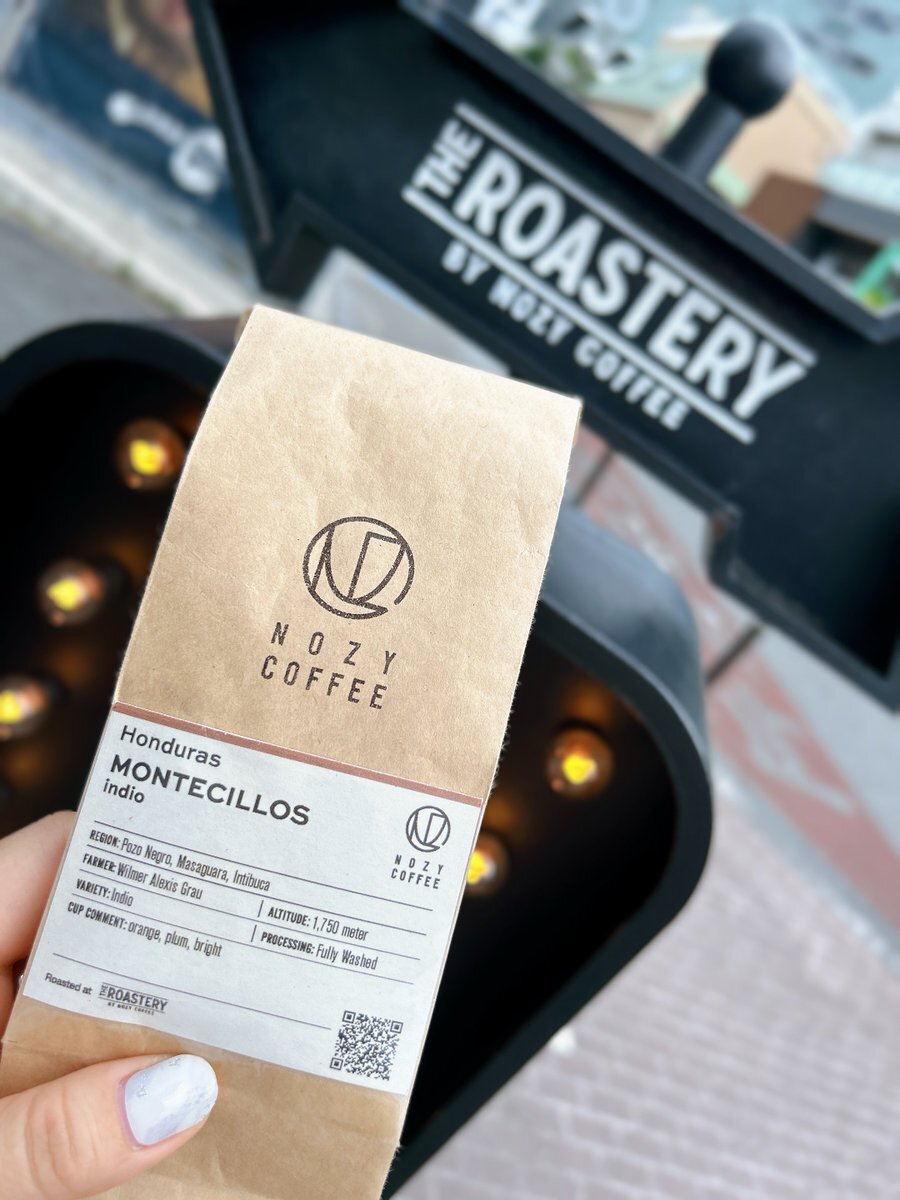 THE ROASTERY
BY NOZY COFFEE
NOZY
COFFEE
Honduras
MONTECILLOS
indio
NOZY
COFFEE
REGION: Pozo Negro, Masaguara, Intibuca
FARMER: Wilmer Alexis Grau
ALTITUDE: 1,750 meter
VARIETY: Indio
PROCESSING: Fully Washed
CUP COMMENT: orange, plum, bright
Roasted at THE ROASTERY
BY NOZY COFFEE